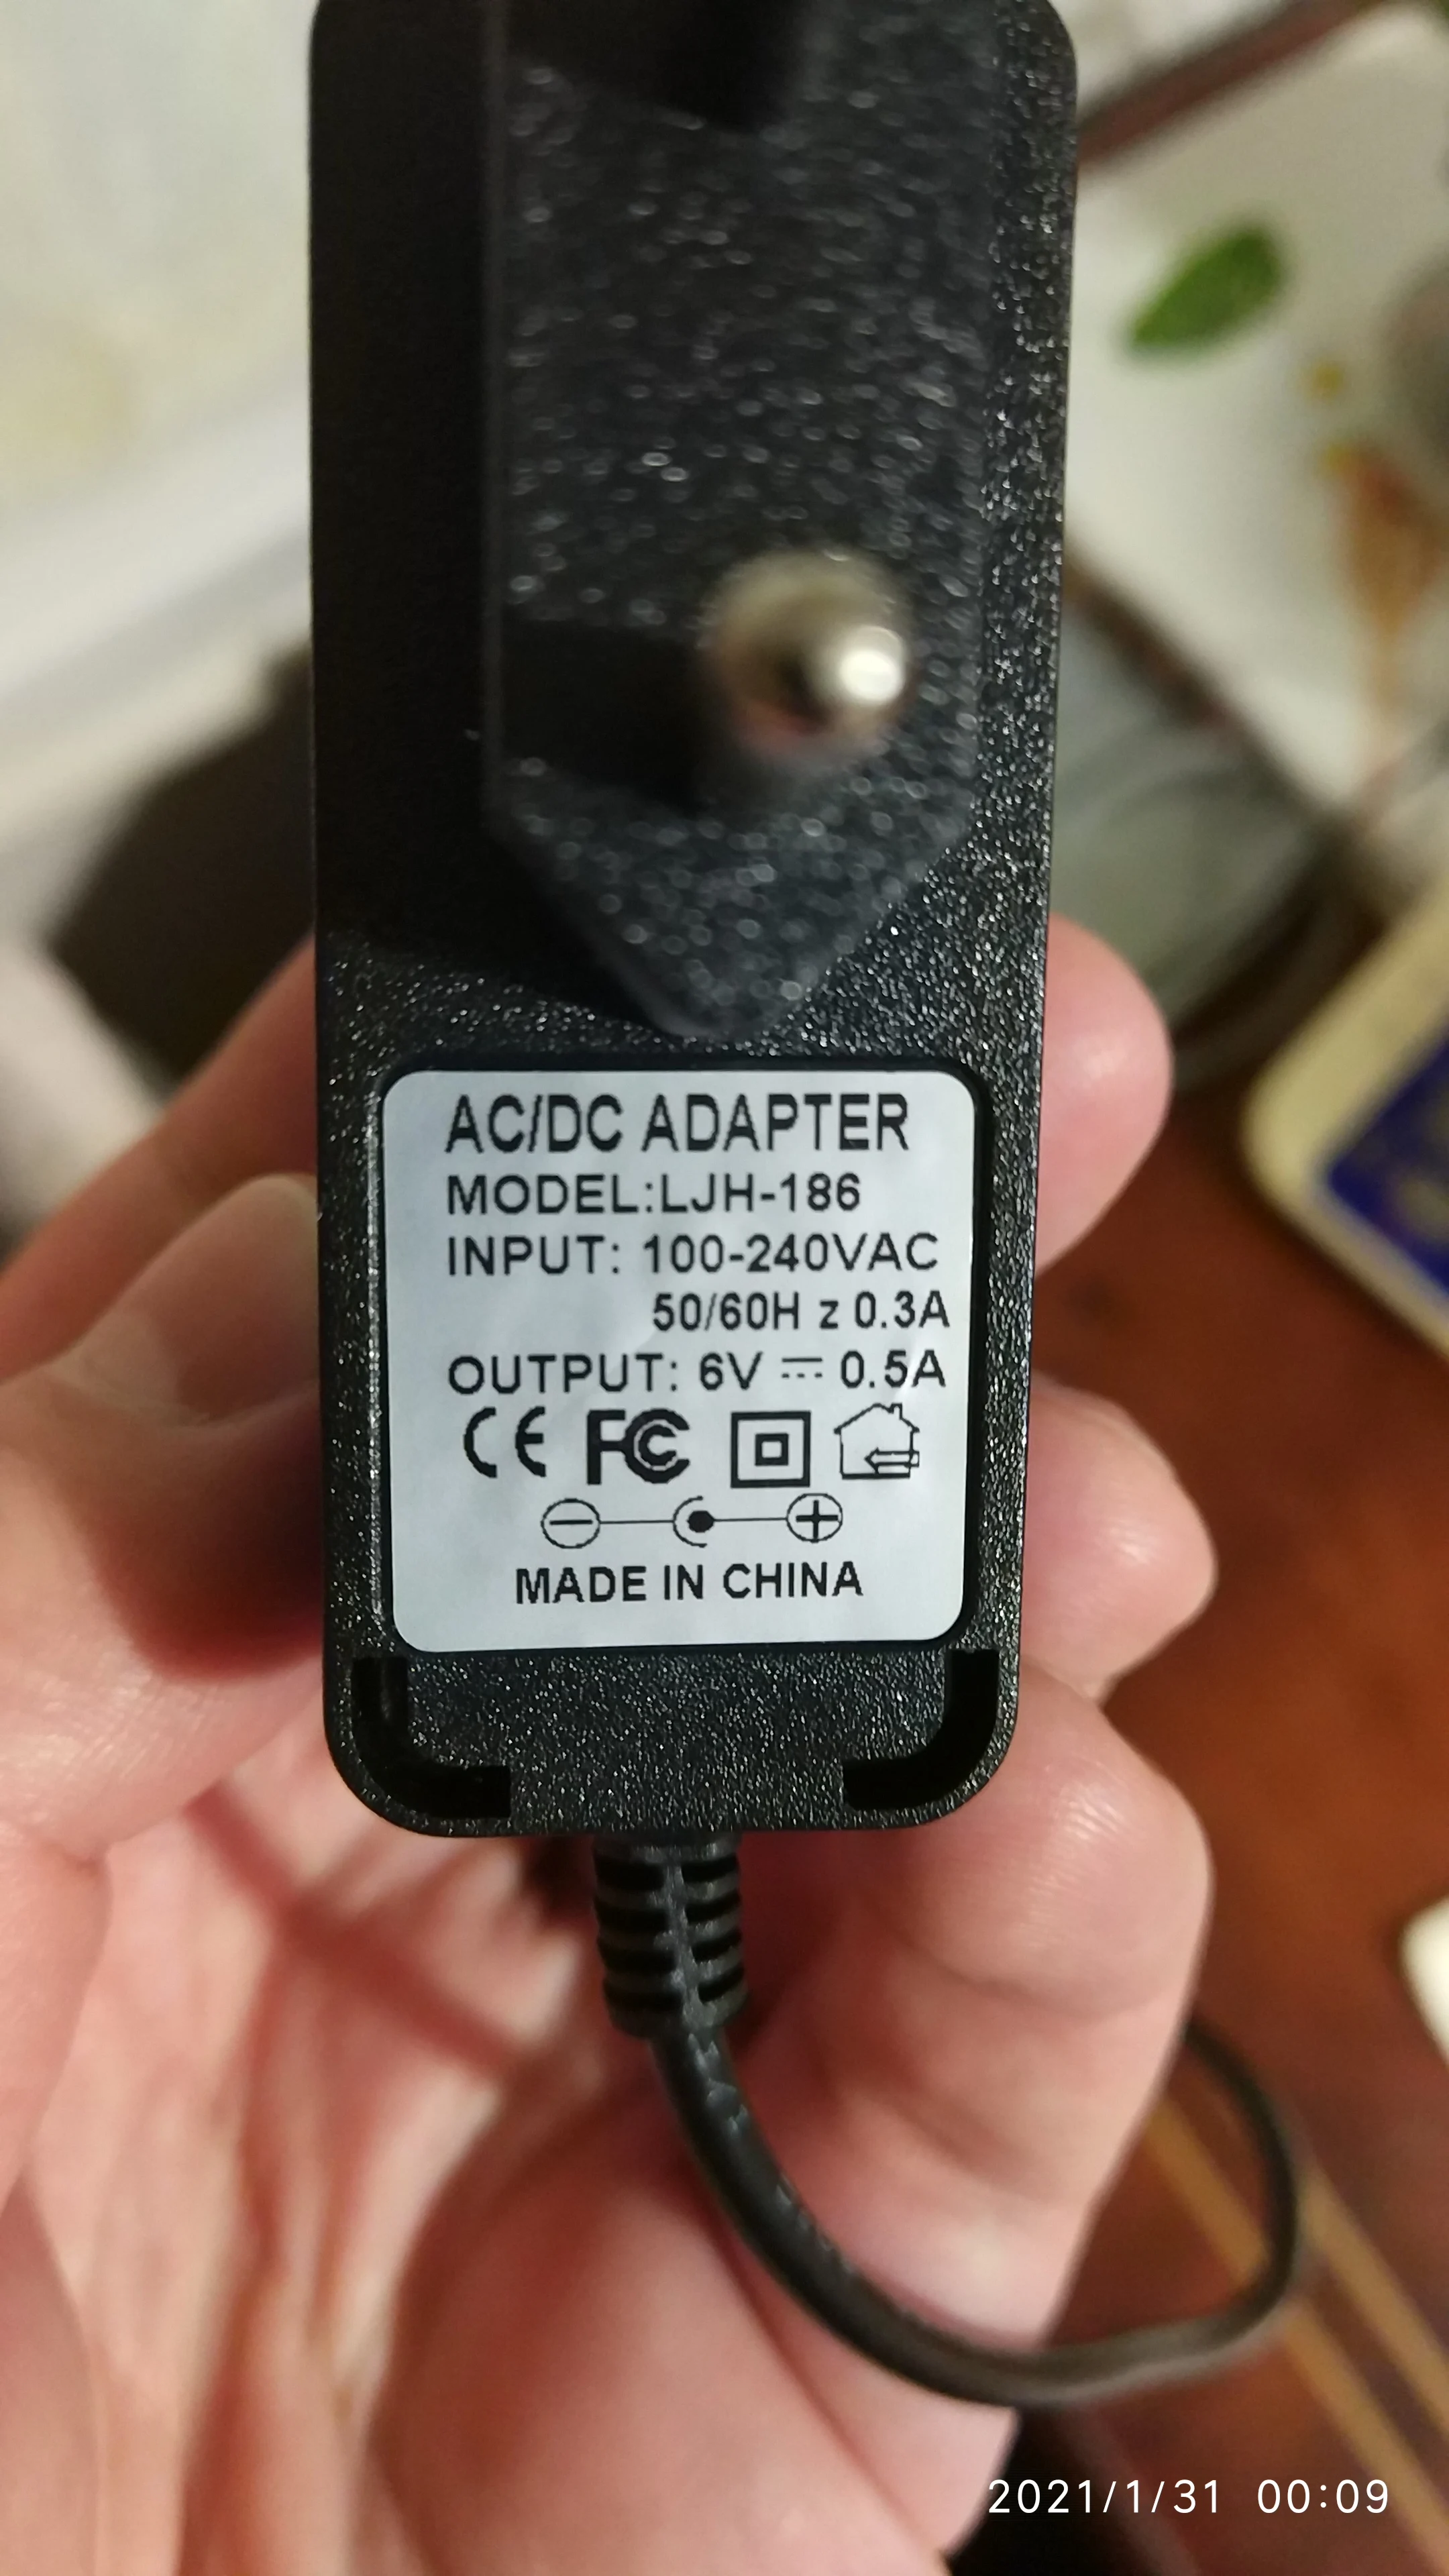 AC/DC ADAPTER
MODEL:LJH-186
INPUT: 100-240VAC
50/60H z 0.3A
OUTPUT: 6V ⎓ 0.5A
CE FC
MADE IN CHINA
2021/1/31 00:09